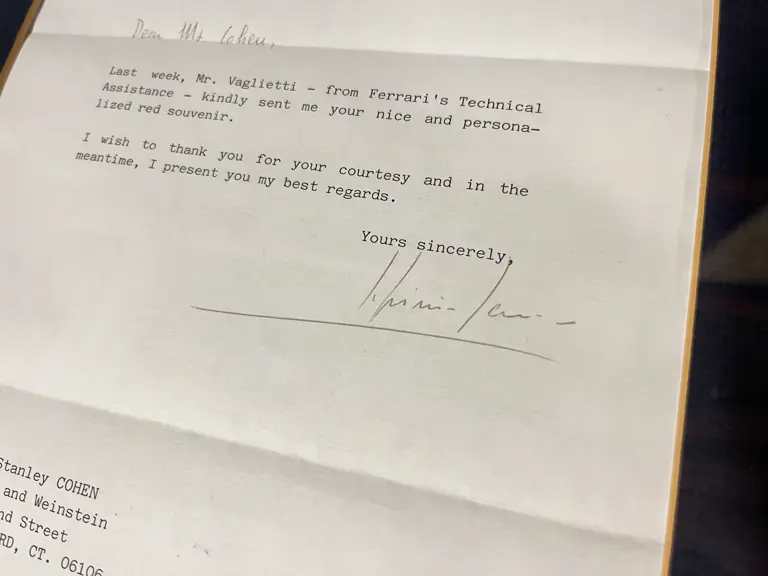 Dear Mr. Cohen,
Last week, Mr. Vaglietti - from Ferrari's Technical
Assistance - kindly sent me your nice and persona-
lized red souvenir.
I wish to thank you for your courtesy and in the
meantime, I present you my best regards.
Yours sincerely,
Stanley COHEN
and Weinstein
nd Street
RD, CT. 06106